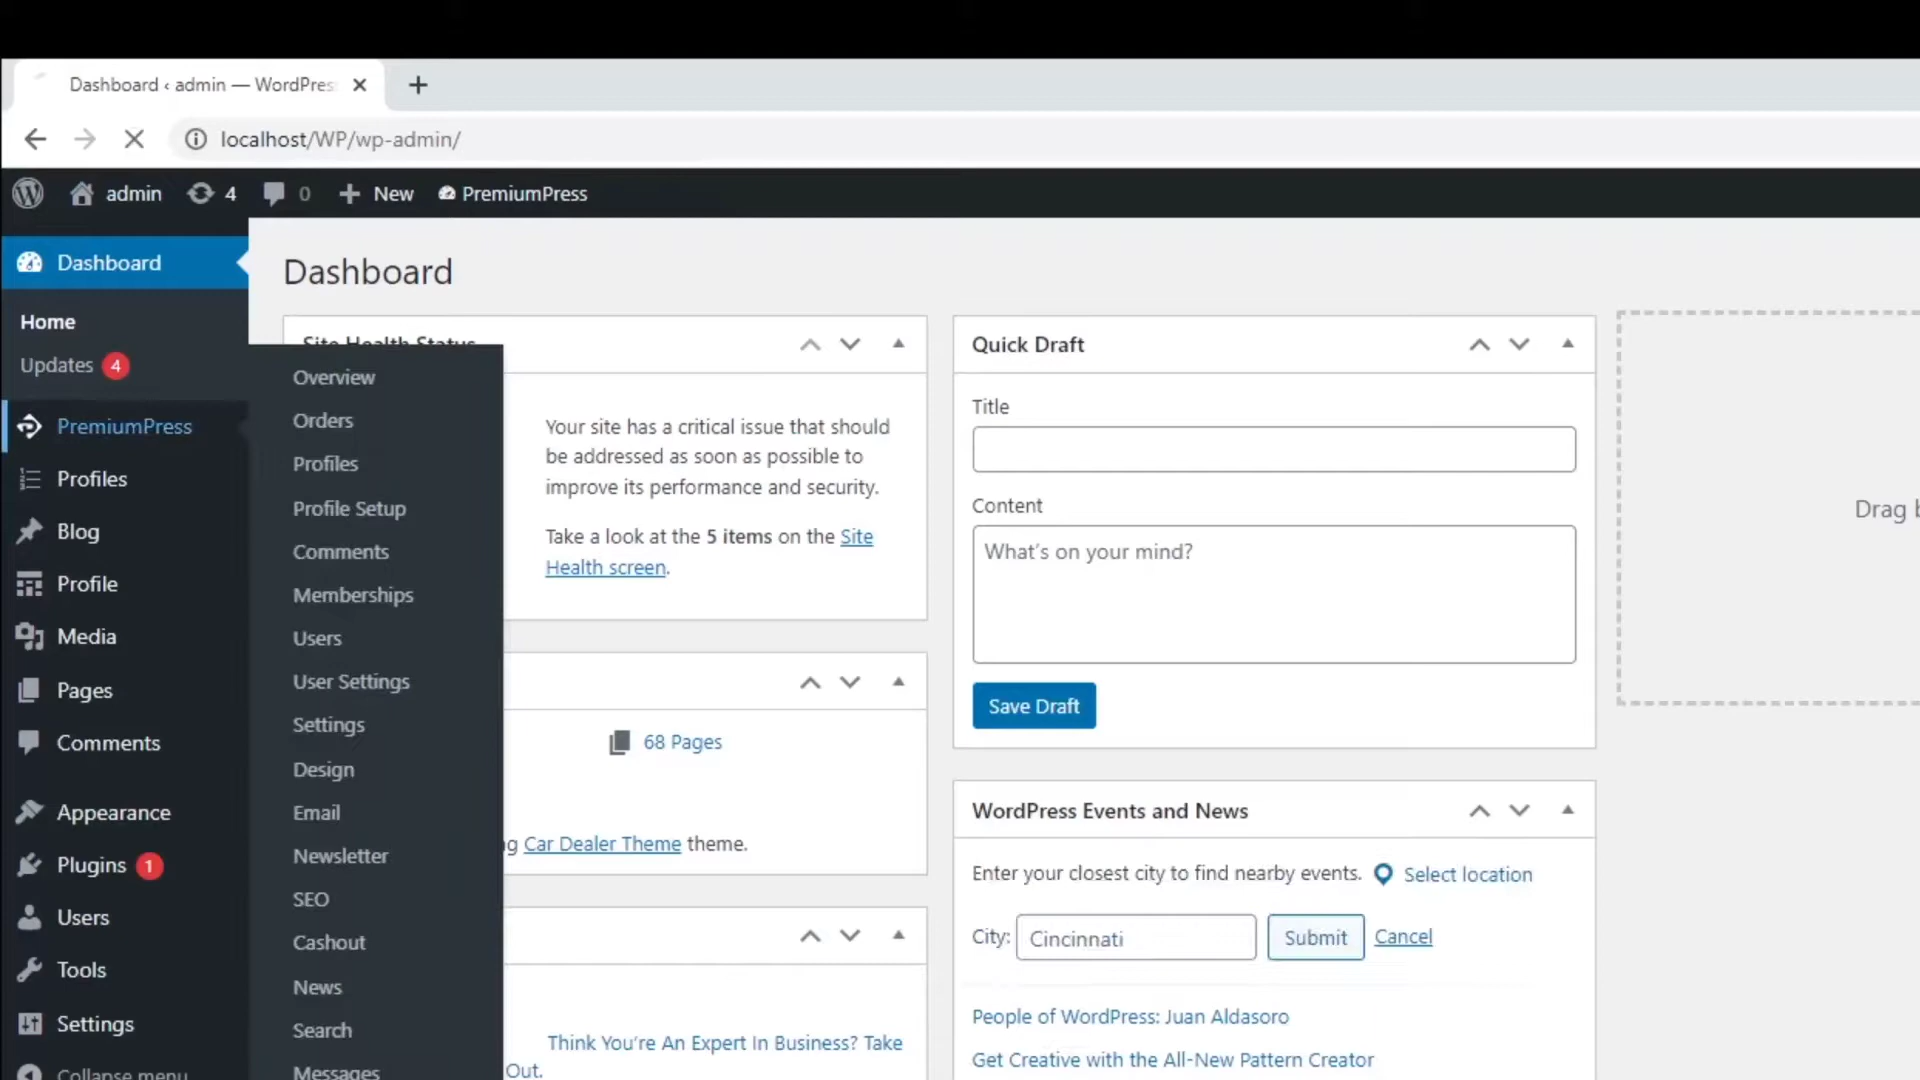 Dashboard ‹ admin — WordPres
localhost/WP/wp-admin/
admin
4
0
New
PremiumPress
Dashboard
Home
Updates 4
PremiumPress
Profiles
Blog
Profile
Media
Pages
Comments
Appearance
Plugins 1
Users
Tools
Settings
Collapse menu
Overview
Orders
Profiles
Profile Setup
Comments
Memberships
Users
User Settings
Settings
Design
Email
Newsletter
SEO
Cashout
News
Search
Messages
Dashboard
Site Health Status
Your site has a critical issue that should
be addressed as soon as possible to
improve its performance and security.
Take a look at the 5 items on the Site
Health screen.
68 Pages
Car Dealer Theme theme.
Think You're An Expert In Business? Take
Out.
Quick Draft
Title
Content
What's on your mind?
Save Draft
WordPress Events and News
Enter your closest city to find nearby events. Select location
City: Cincinnati Submit Cancel
People of WordPress: Juan Aldasoro
Get Creative with the All-New Pattern Creator
Drag